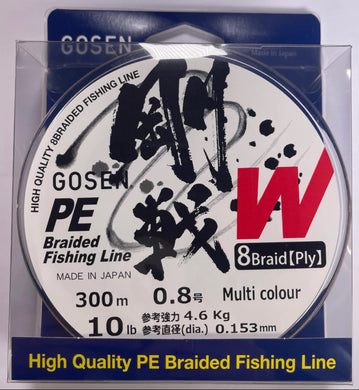 GOSEN
Made in Japan
HIGH QUALITY 8BRAIDED FISHING LINE
剛戦
GOSEN
PE
Braided
Fishing Line
MADE IN JAPAN
W
8Braid【Ply】
300m 0.8号 Multi colour
10lb 参考強力 4.6 Kg
参考直径(dia.) 0.153mm
High Quality PE Braided Fishing Line